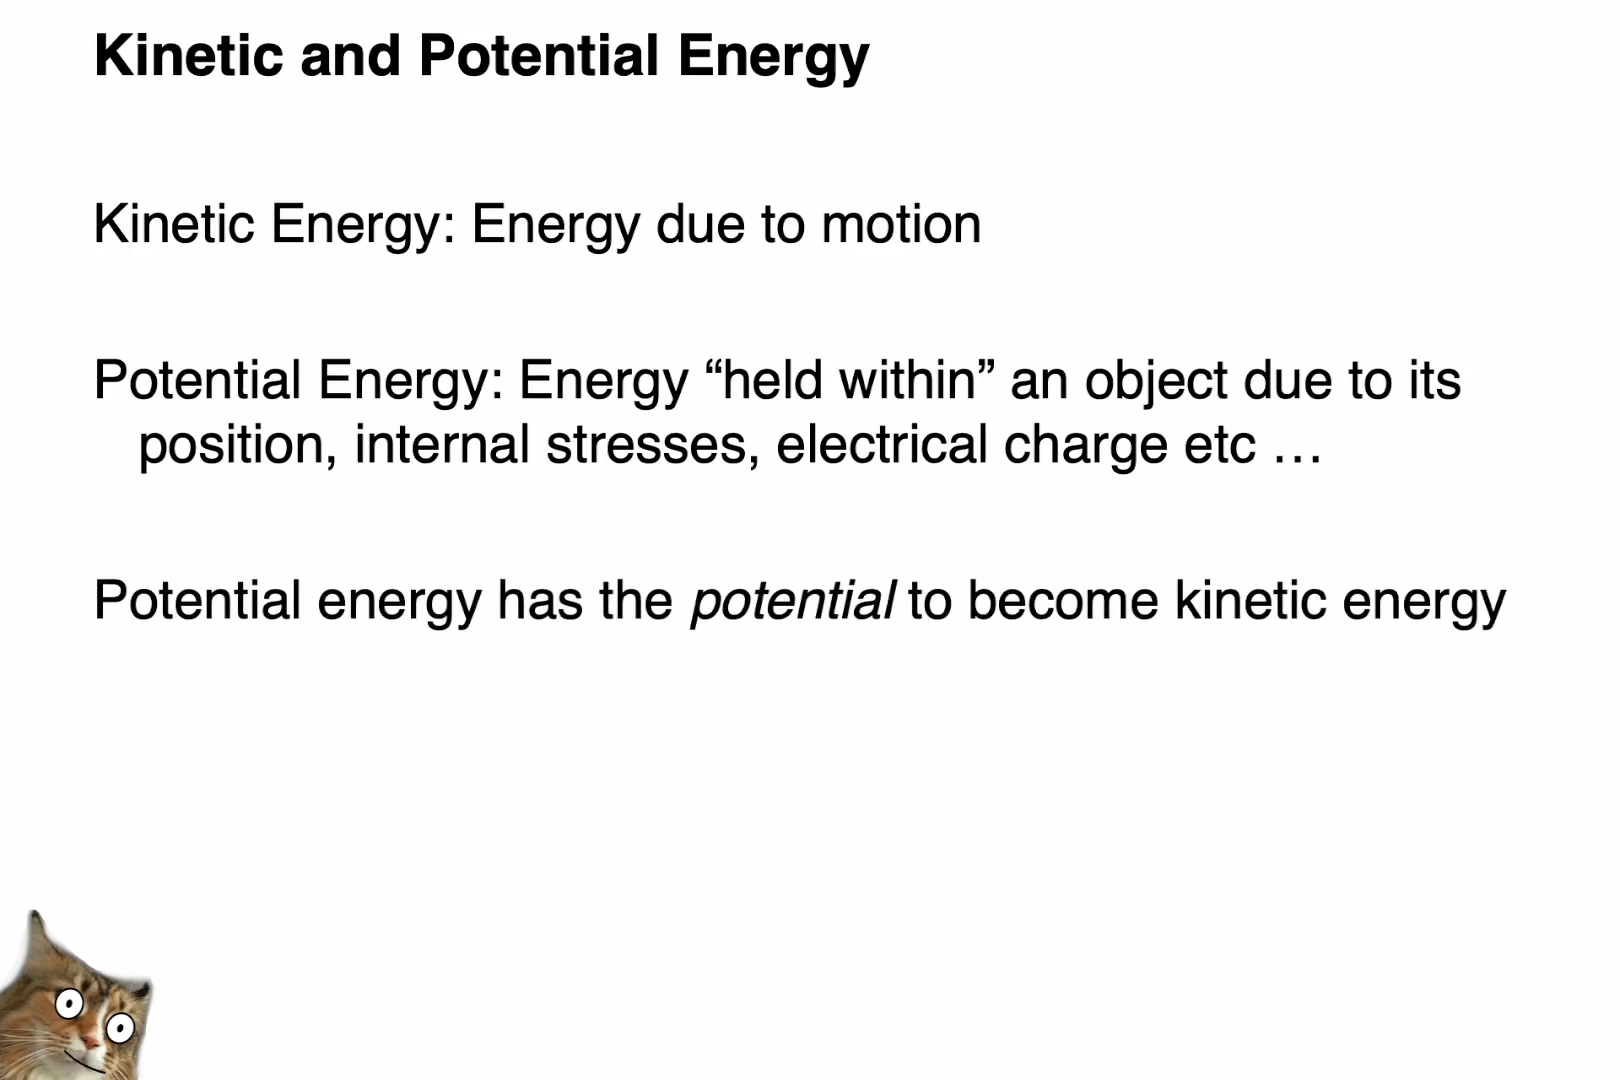 Kinetic and Potential Energy
Kinetic Energy: Energy due to motion
Potential Energy: Energy “held within” an object due to its
position, internal stresses, electrical charge etc …
Potential energy has the potential to become kinetic energy